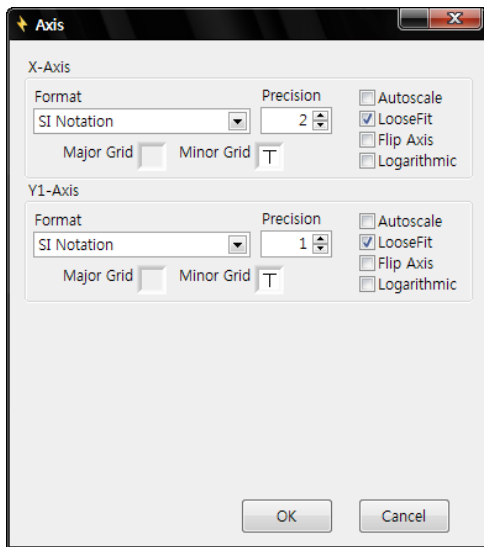 Axis
X-Axis
Format Precision
SI Notation 2
Major Grid Minor Grid T
Autoscale
LooseFit
Flip Axis
Logarithmic
Y1-Axis
Format Precision
SI Notation 1
Major Grid Minor Grid T
Autoscale
LooseFit
Flip Axis
Logarithmic
OK Cancel